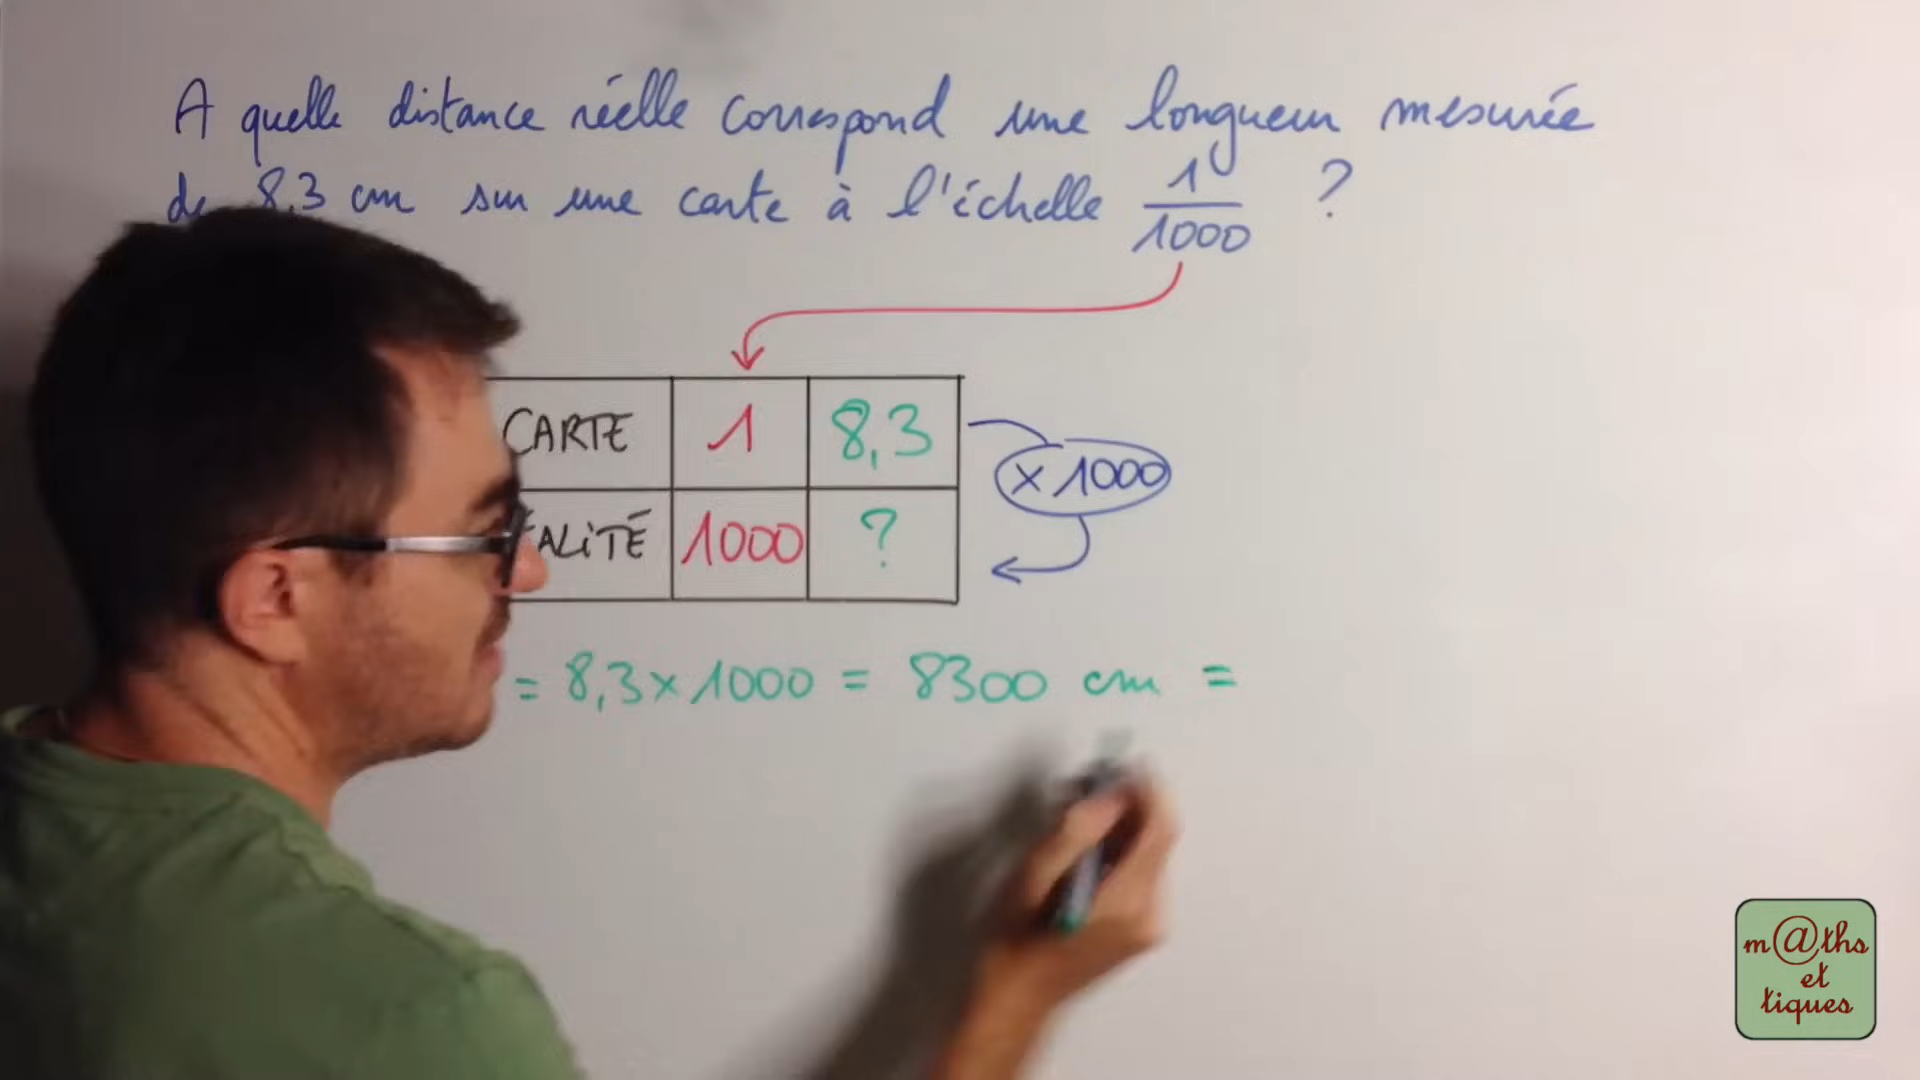 A quelle distance réelle correspond une longueur mesurée
de 8,3 cm sur une carte à l'échelle 1/1000 ?
CARTE 1 8,3
ÉALITÉ 1000 ?
× 1000
= 8,3 × 1000 = 8300 cm =
m@ths
et
tiques